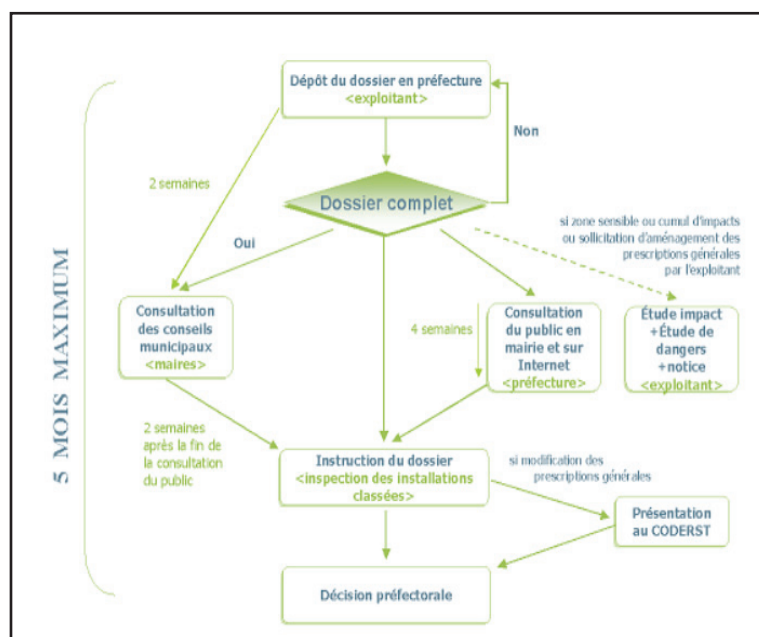 Dépôt du dossier en préfecture
<exploitant>
Non
2 semaines
Dossier complet
si zone sensible ou cumul d'impacts
ou sollicitation d'aménagement des
prescriptions générales
par l'exploitant
Oui
Consultation
des conseils
municipaux
<maires>
4 semaines
Consultation
du public en
mairie et sur
Internet
<préfecture>
Étude impact
+Étude de
dangers
+notice
<exploitant>
5 MOIS MAXIMUM
2 semaines
après la fin de
la consultation
du public
Instruction du dossier
<inspection des installations
classées>
si modification des
prescriptions générales
Présentation
au CODERST
Décision préfectorale